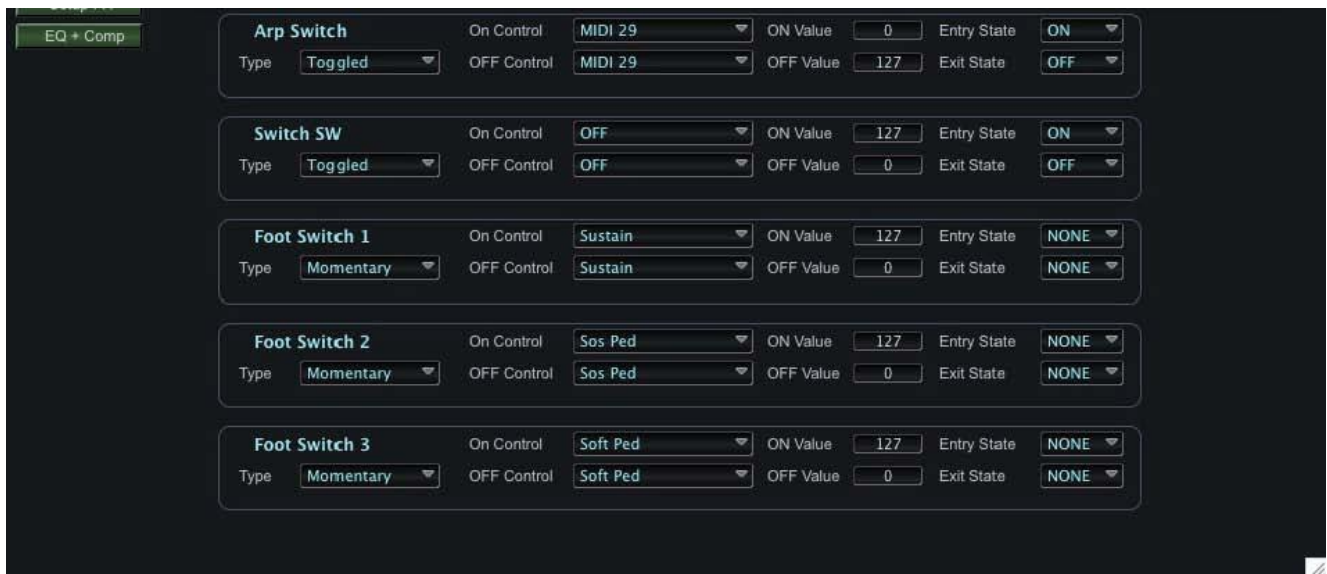 EQ + Comp
Arp Switch On Control MIDI 29 ON Value 0 Entry State ON
Type Toggled OFF Control MIDI 29 OFF Value 127 Exit State OFF
Switch SW On Control OFF ON Value 127 Entry State ON
Type Toggled OFF Control OFF OFF Value 0 Exit State OFF
Foot Switch 1 On Control Sustain ON Value 127 Entry State NONE
Type Momentary OFF Control Sustain OFF Value 0 Exit State NONE
Foot Switch 2 On Control Sos Ped ON Value 127 Entry State NONE
Type Momentary OFF Control Sos Ped OFF Value 0 Exit State NONE
Foot Switch 3 On Control Soft Ped ON Value 127 Entry State NONE
Type Momentary OFF Control Soft Ped OFF Value 0 Exit State NONE